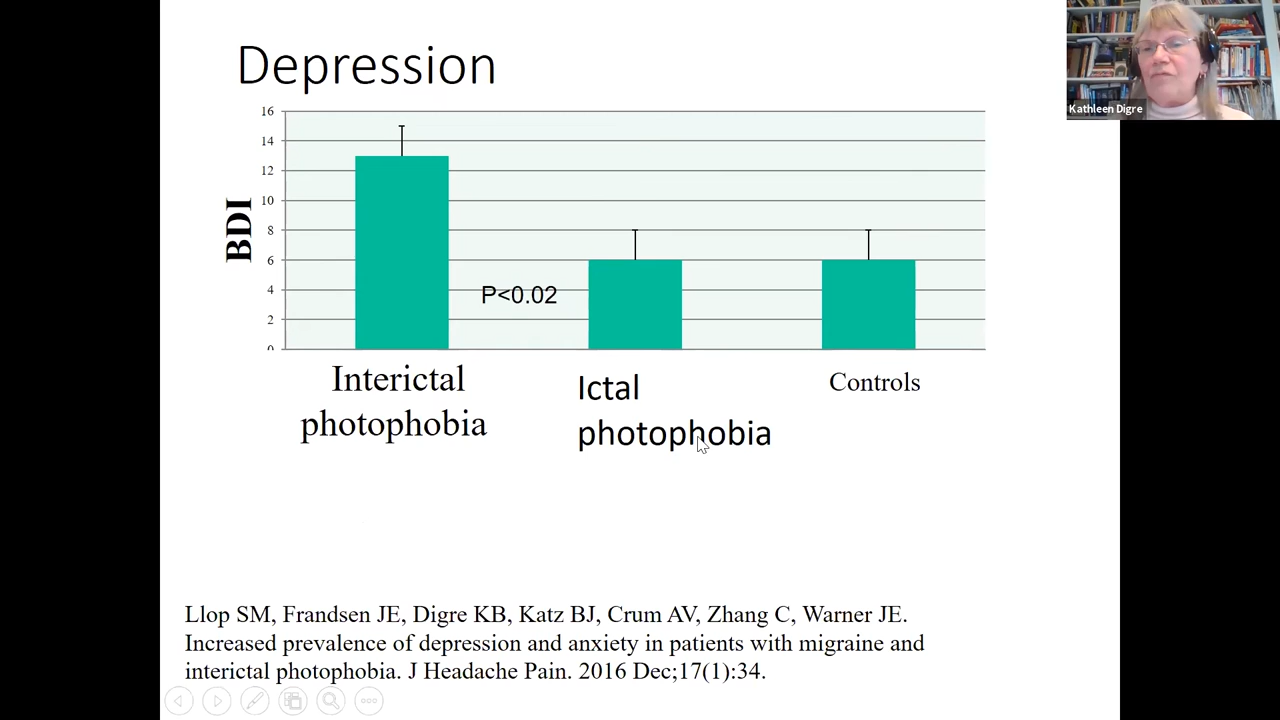 Depression
Kathleen Digre
BDI
16
14
12
10
8
6
4
2
0
P<0.02
Interictal
photophobia
Ictal
photophobia
Controls
Llop SM, Frandsen JE, Digre KB, Katz BJ, Crum AV, Zhang C, Warner JE.
Increased prevalence of depression and anxiety in patients with migraine and
interictal photophobia. J Headache Pain. 2016 Dec;17(1):34.